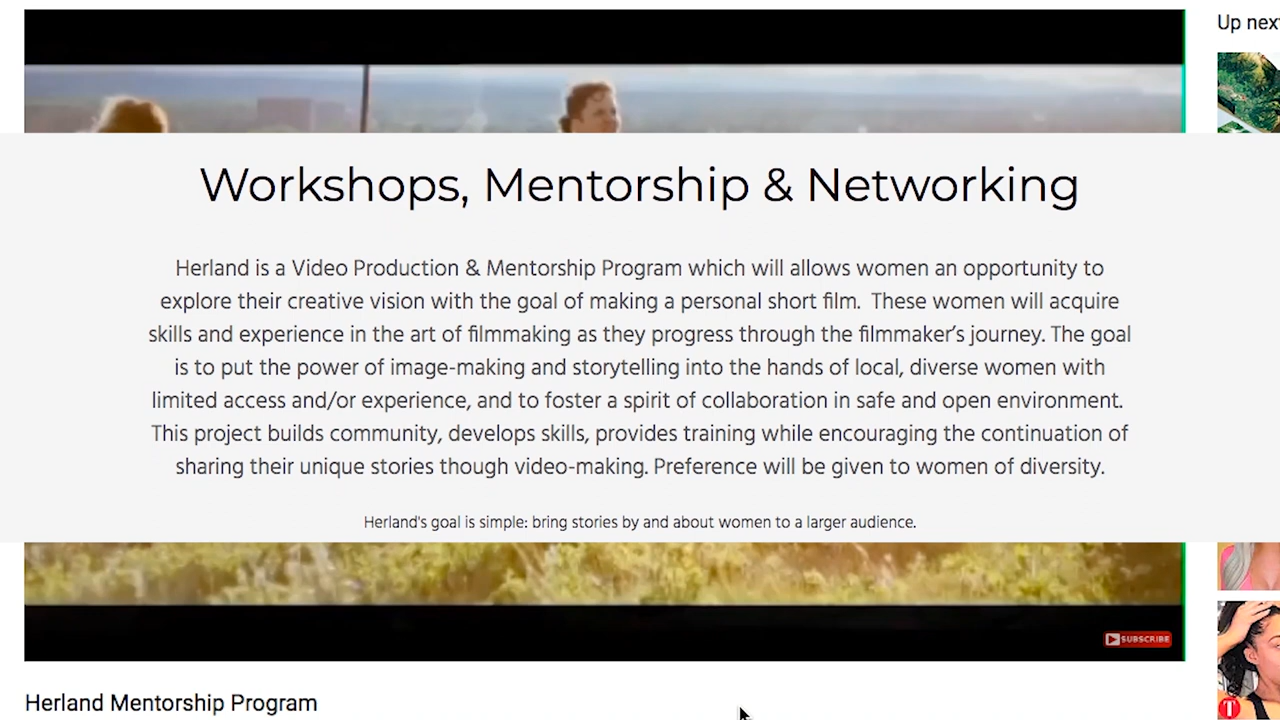 Up nex
Workshops, Mentorship & Networking
Herland is a Video Production & Mentorship Program which will allows women an opportunity to
explore their creative vision with the goal of making a personal short film.  These women will acquire
skills and experience in the art of filmmaking as they progress through the filmmaker’s journey. The goal
is to put the power of image-making and storytelling into the hands of local, diverse women with
limited access and/or experience, and to foster a spirit of collaboration in safe and open environment.
This project builds community, develops skills, provides training while encouraging the continuation of
sharing their unique stories though video-making. Preference will be given to women of diversity.
Herland's goal is simple: bring stories by and about women to a larger audience.
SUBSCRIBE
Herland Mentorship Program
T